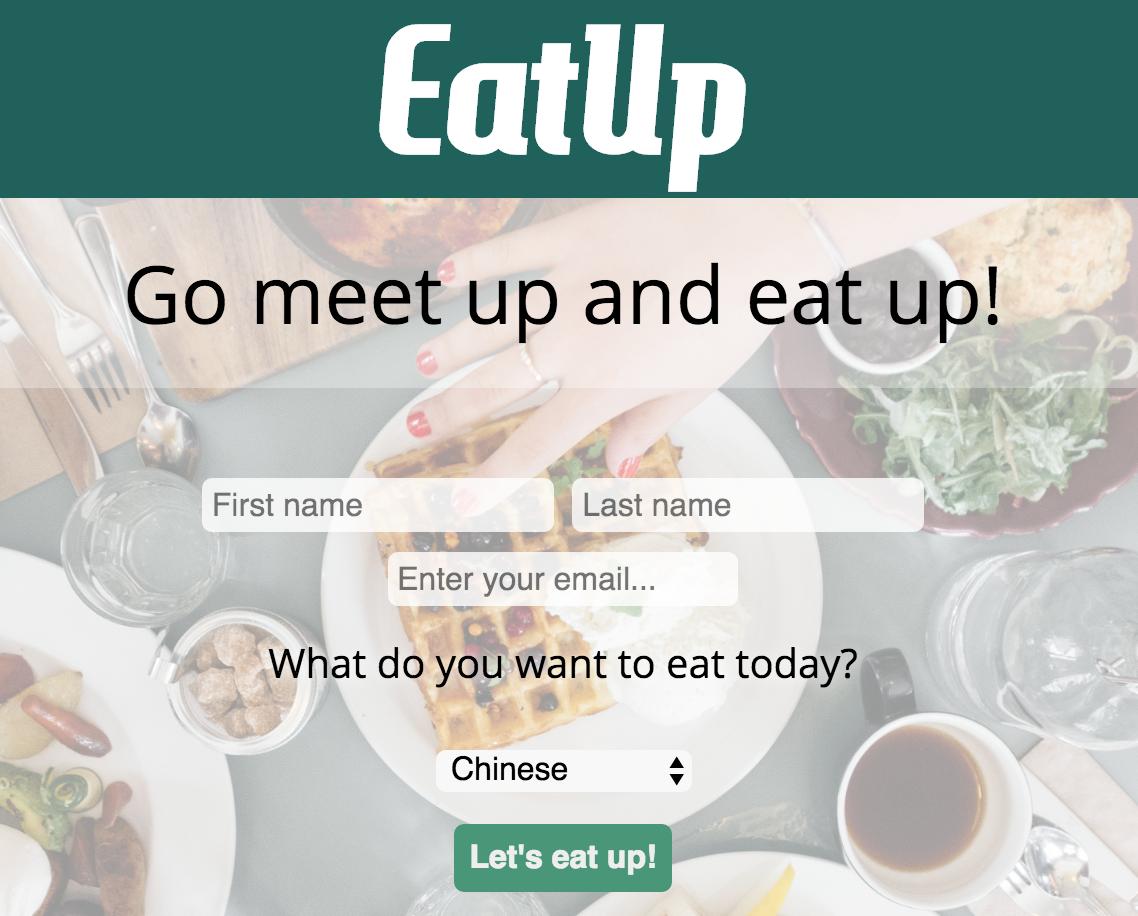 EatUp
Go meet up and eat up!
First name Last name
Enter your email...
What do you want to eat today?
Chinese
Let's eat up!